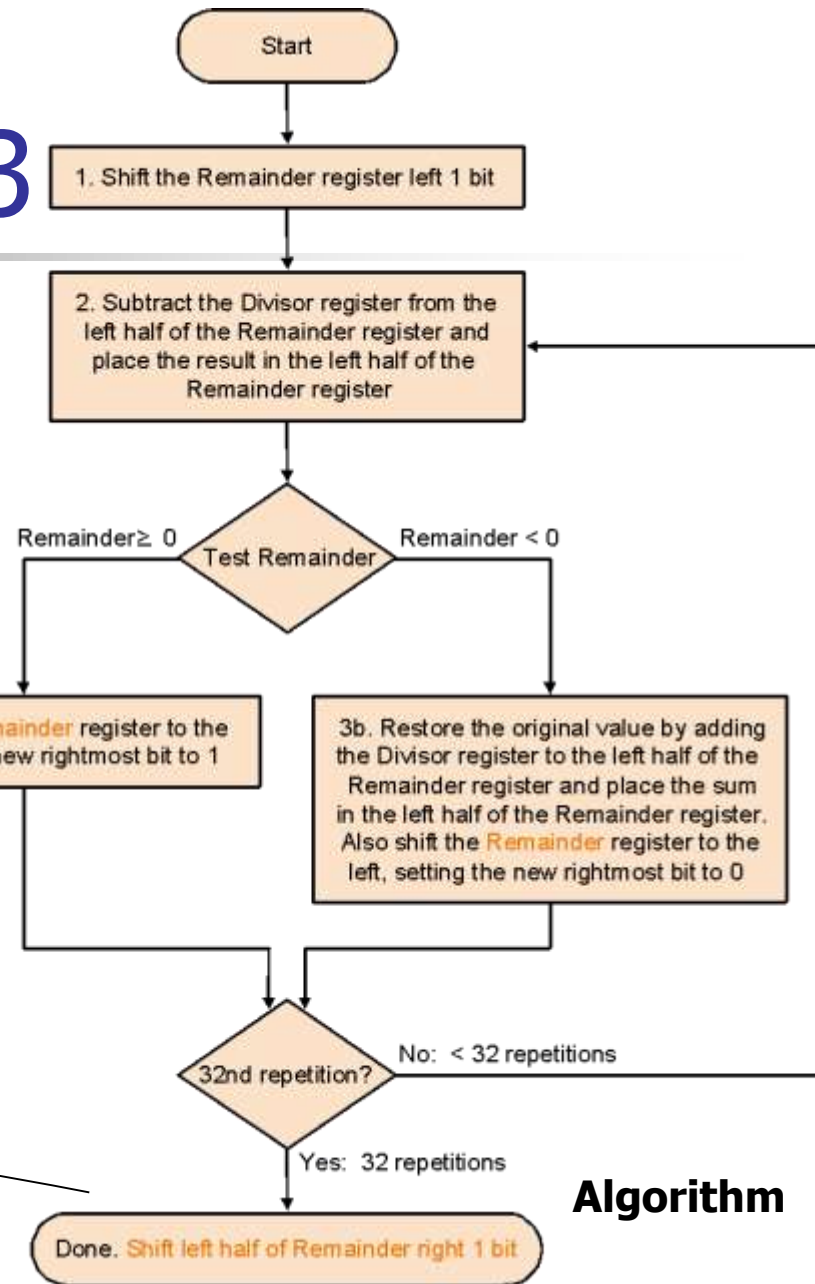 Start
3
1. Shift the Remainder register left 1 bit
2. Subtract the Divisor register from the
left half of the Remainder register and
place the result in the left half of the
Remainder register
Remainder≥ 0
Test Remainder
Remainder < 0
ainder register to the
ew rightmost bit to 1
3b. Restore the original value by adding
the Divisor register to the left half of the
Remainder register and place the sum
in the left half of the Remainder register.
Also shift the Remainder register to the
left, setting the new rightmost bit to 0
32nd repetition?
No: < 32 repetitions
Yes: 32 repetitions
Algorithm
Done. Shift left half of Remainder right 1 bit